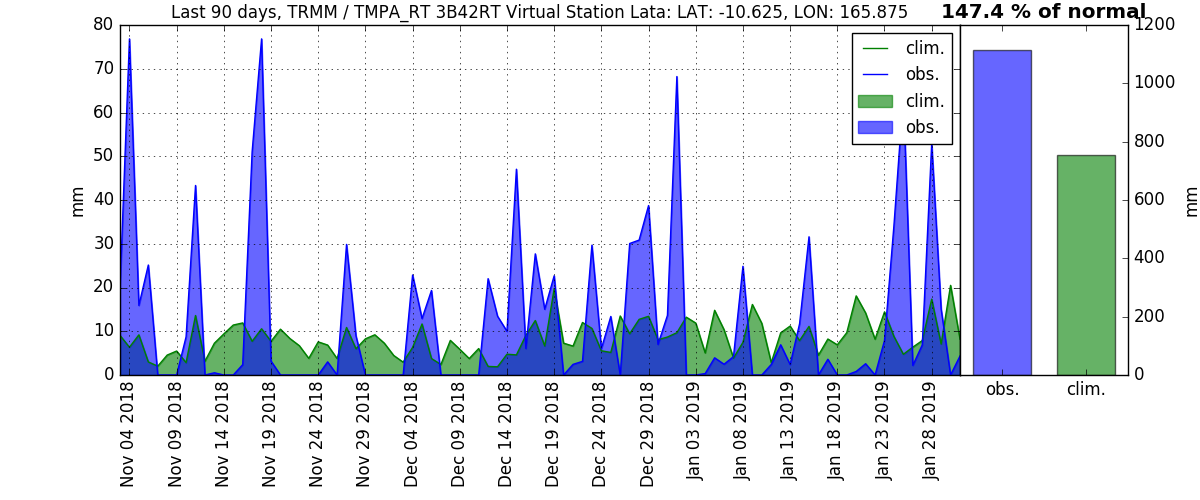 Last 90 days, TRMM / TMPA_RT 3B42RT Virtual Station Lata: LAT: -10.625, LON: 165.875
147.4 % of normal
80
70
60
50
40
30
20
10
0
mm
clim.
obs.
clim.
obs.
Nov 04 2018
Nov 09 2018
Nov 14 2018
Nov 19 2018
Nov 24 2018
Nov 29 2018
Dec 04 2018
Dec 09 2018
Dec 14 2018
Dec 19 2018
Dec 24 2018
Dec 29 2018
Jan 03 2019
Jan 08 2019
Jan 13 2019
Jan 18 2019
Jan 23 2019
Jan 28 2019
1200
1000
800
600
400
200
0
mm
obs.
clim.